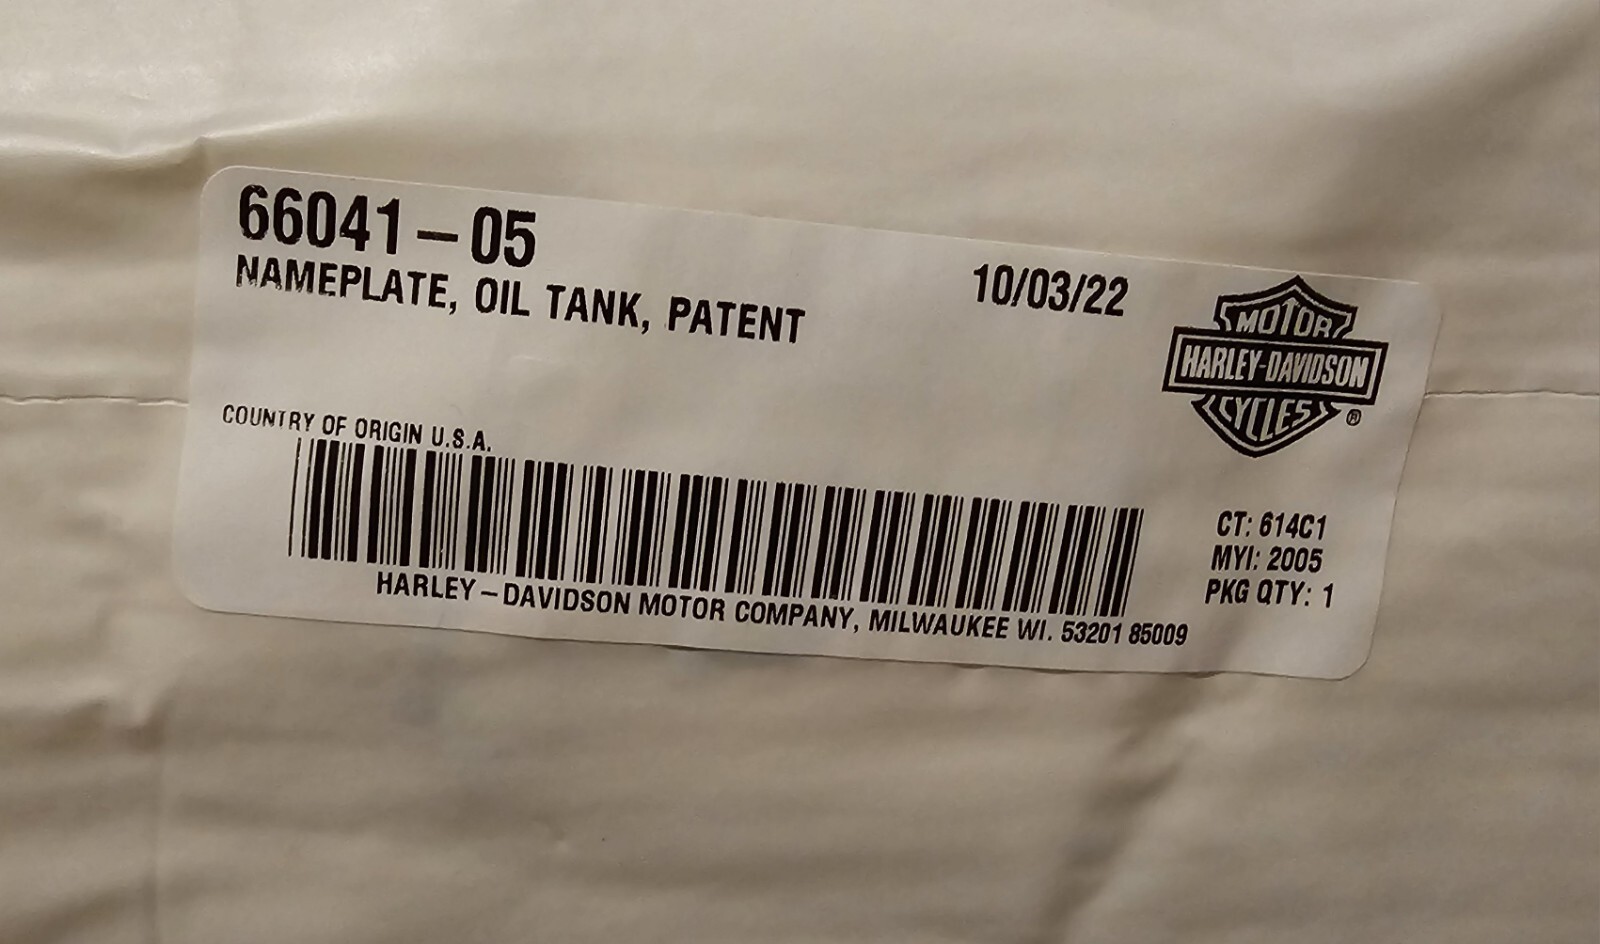 66041-05
NAMEPLATE, OIL TANK, PATENT
10/03/22
MOTOR
HARLEY-DAVIDSON
CYCLES
®
COUNTRY OF ORIGIN U.S.A.
CT: 614C1
MYI: 2005
PKG QTY: 1
HARLEY-DAVIDSON MOTOR COMPANY, MILWAUKEE WI. 53201 85009